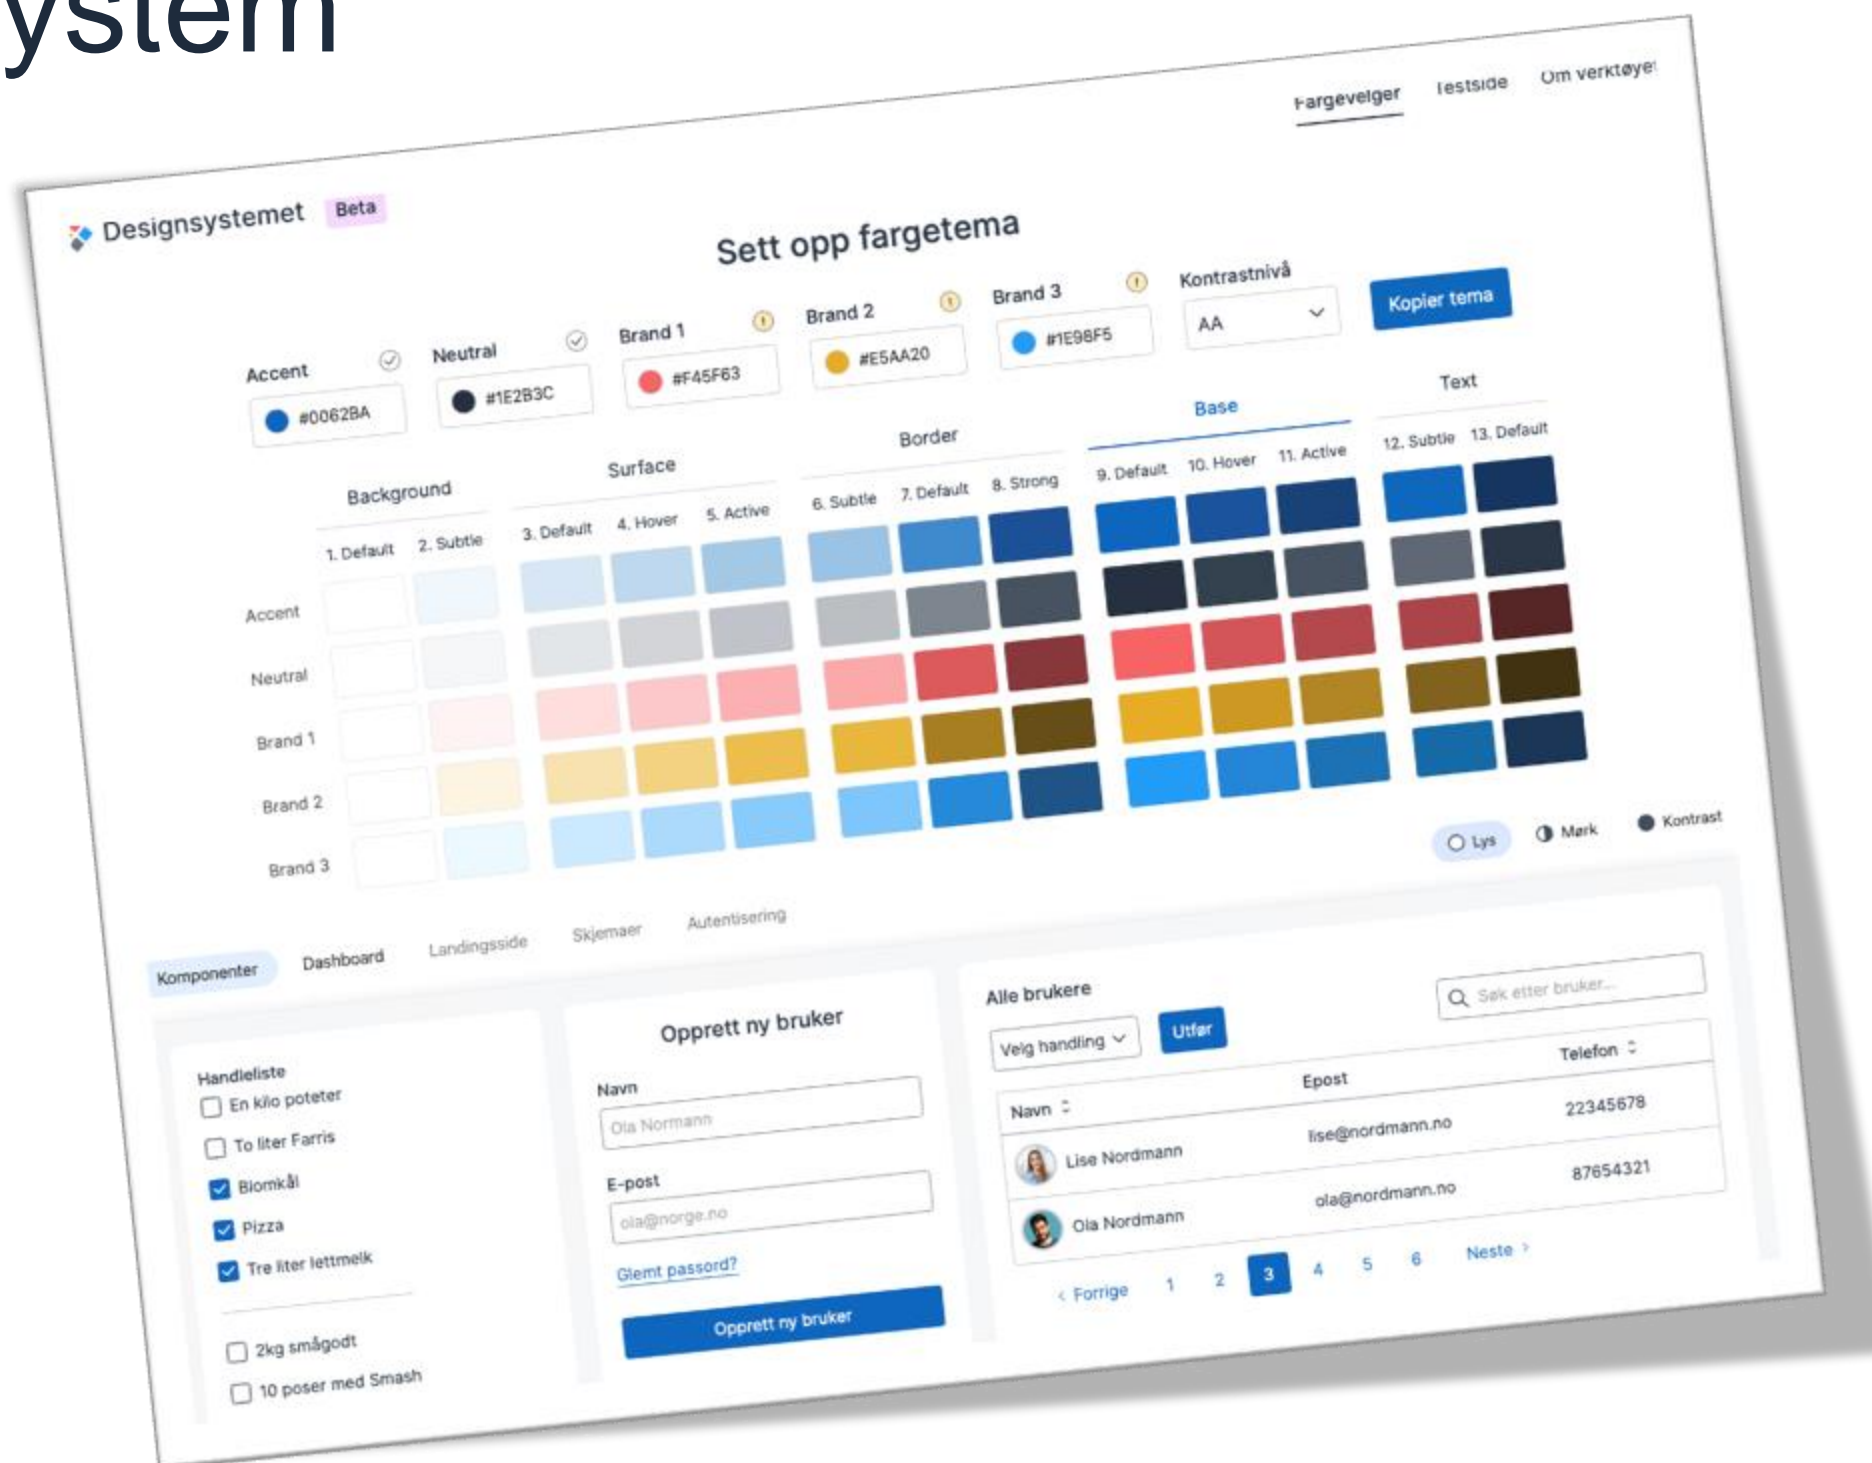 ystem
Fargevelger Testside Om verktøyet
Designsystemet Beta
Sett opp fargetema
Accent Neutral Brand 1 Brand 2 Brand 3 Kontrastnivå
#0062BA #1E2B3C #F45F63 #E5AA20 #1E98F5 AA Kopier tema
Background Surface Border Base Text
1. Default 2. Subtle 3. Default 4. Hover 5. Active 6. Subtle 7. Default 8. Strong 9. Default 10. Hover 11. Active 12. Subtle 13. Default
Accent
Neutral
Brand 1
Brand 2
Brand 3
Lys Mørk Kontrast
Komponenter Dashboard Landingsside Skjemaer Autentisering
Handleliste
En kilo poteter
To liter Farris
Blomkål
Pizza
Tre liter lettmelk
2kg smågodt
10 poser med Smash
Opprett ny bruker
Navn
Ola Normann
E-post
ola@norge.no
Glemt passord?
Opprett ny bruker
Alle brukere
Velg handling Utfør Søk etter bruker...
Navn Epost Telefon
Lise Nordmann lise@nordmann.no 22345678
Ola Nordmann ola@nordmann.no 87654321
< Forrige 1 2 3 4 5 6 Neste >